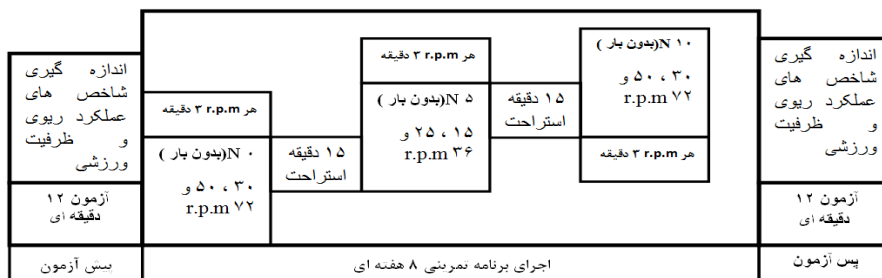 اندازه گیری
شاخص های
عملکرد ریوی
و ظرفیت
ورزشی
آزمون ۱۲
دقیقه ای
پیش آزمون
هر r.p.m ۳ دقیقه
۰ N(بدون بار )
۳۰ ، ۵۰ و
۷۲ r.p.m
۱۵ دقیقه
استراحت
هر r.p.m ۳ دقیقه
۵ N(بدون بار )
۱۵ ، ۲۵ و
۳۶ r.p.m
۱۵ دقیقه
استراحت
۱۰ N(بدون بار )
۳۰ ، ۵۰ و
۷۲ r.p.m
هر r.p.m ۳ دقیقه
اجرای برنامه تمرینی ۸ هفته ای
اندازه گیری
شاخص های
عملکرد ریوی
و ظرفیت
ورزشی
آزمون ۱۲
دقیقه ای
پس آزمون